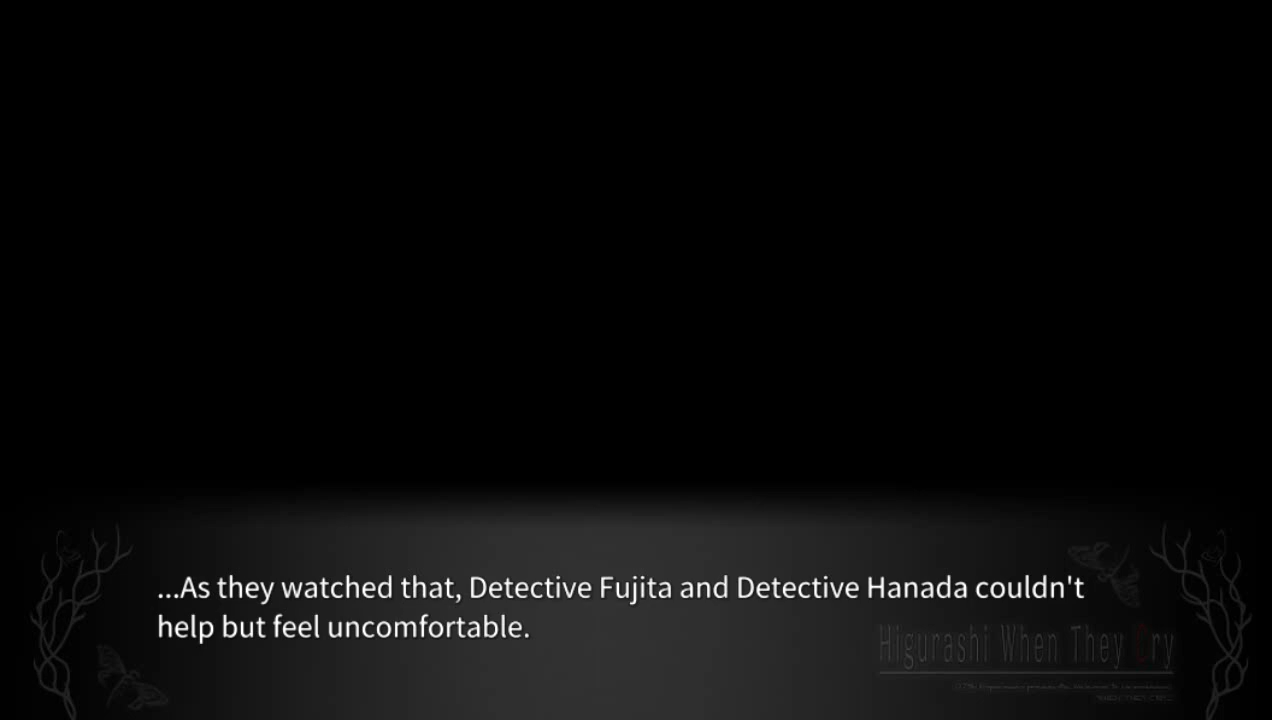 ...As they watched that, Detective Fujita and Detective Hanada couldn't
help but feel uncomfortable.
Higurashi When They Cry